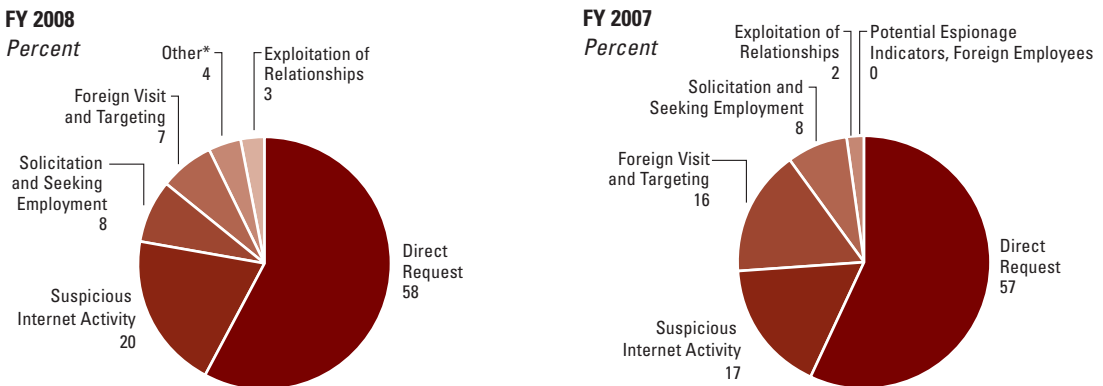 FY 2008
Percent
Other*
4
Exploitation of
Relationships
3
Foreign Visit
and Targeting
7
Solicitation
and Seeking
Employment
8
Suspicious
Internet Activity
20
Direct
Request
58
FY 2007
Percent
Exploitation of
Relationships
2
Potential Espionage
Indicators, Foreign Employees
0
Solicitation and
Seeking Employment
8
Foreign Visit
and Targeting
16
Suspicious
Internet Activity
17
Direct
Request
57